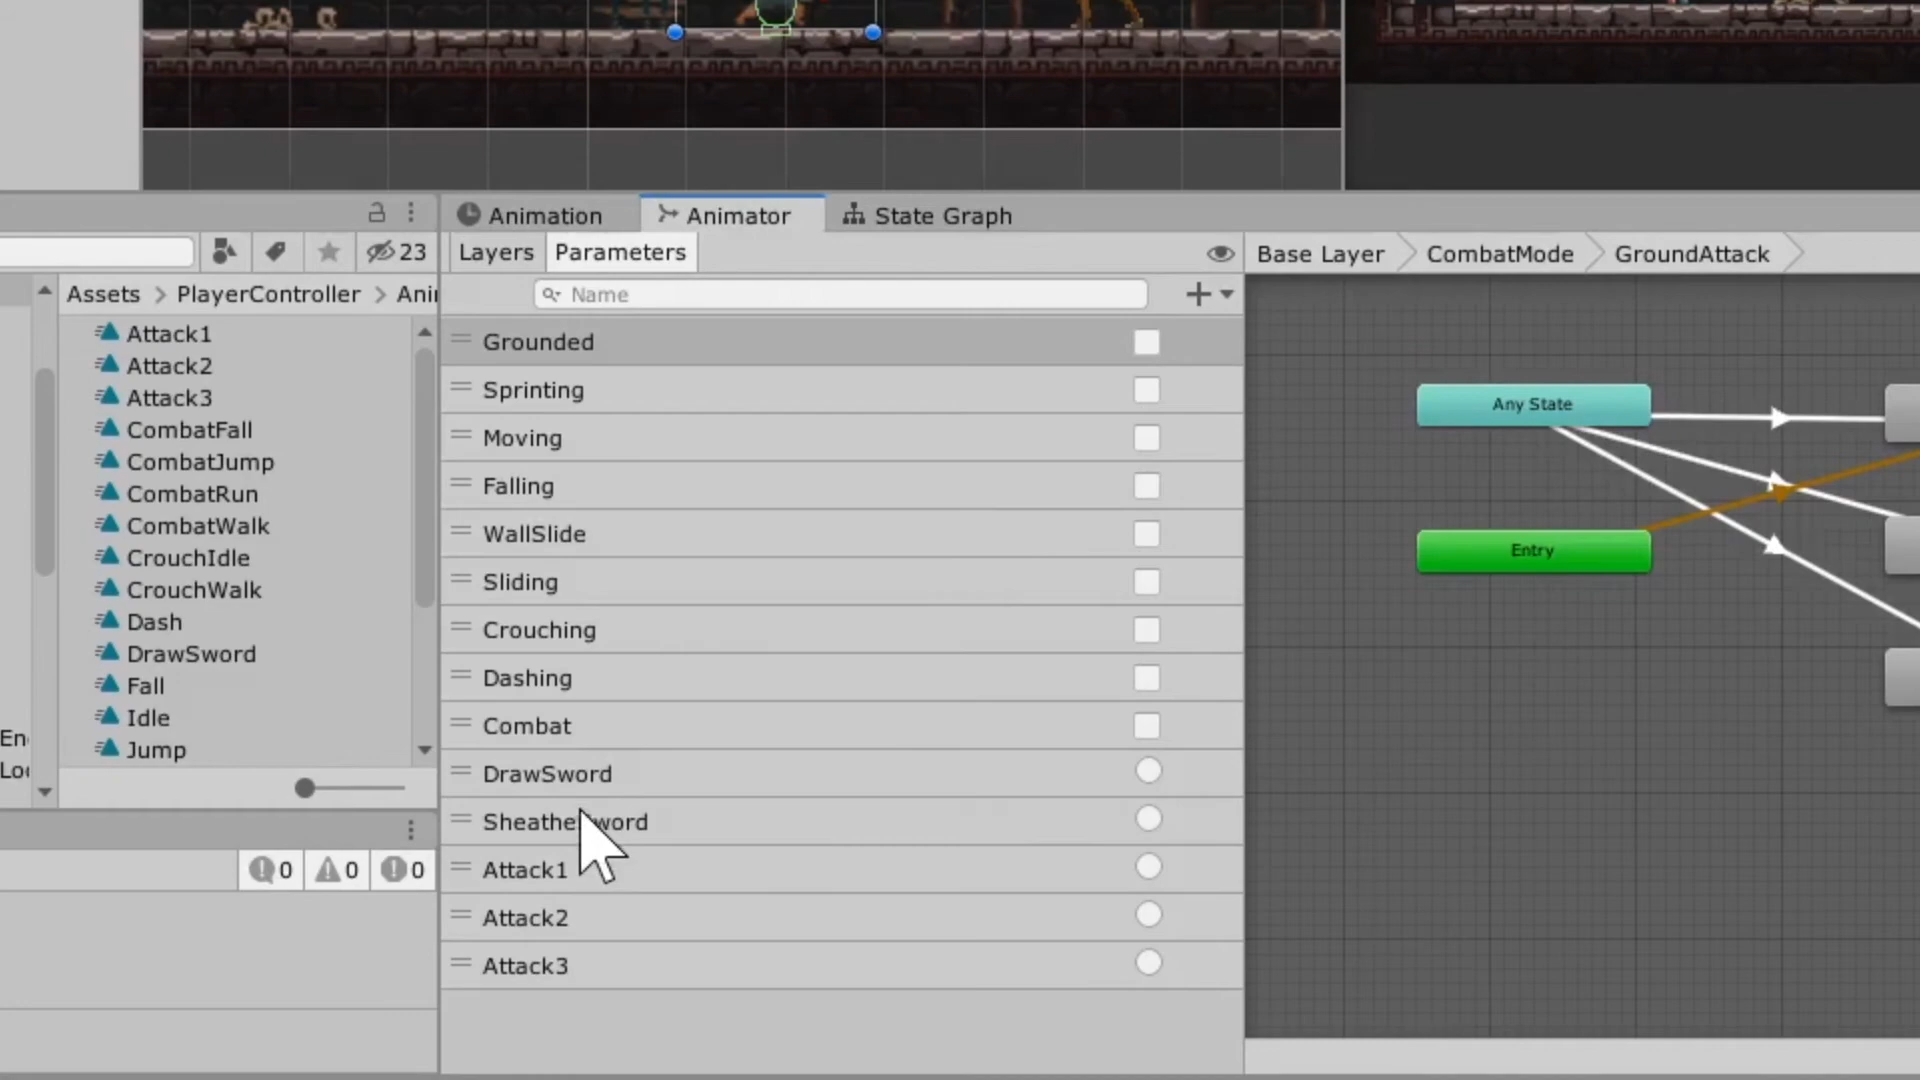 Animation
Animator
State Graph
23
Layers
Parameters
Base Layer
CombatMode
GroundAttack
Assets
PlayerController
Name
Attack1
Attack2
Attack3
CombatFall
CombatJump
CombatRun
CombatWalk
CrouchIdle
CrouchWalk
Dash
DrawSword
Fall
Idle
Jump
0
0
0
Grounded
Sprinting
Moving
Falling
WallSlide
Sliding
Crouching
Dashing
Combat
DrawSword
SheatheSword
Attack1
Attack2
Attack3
Any State
Entry